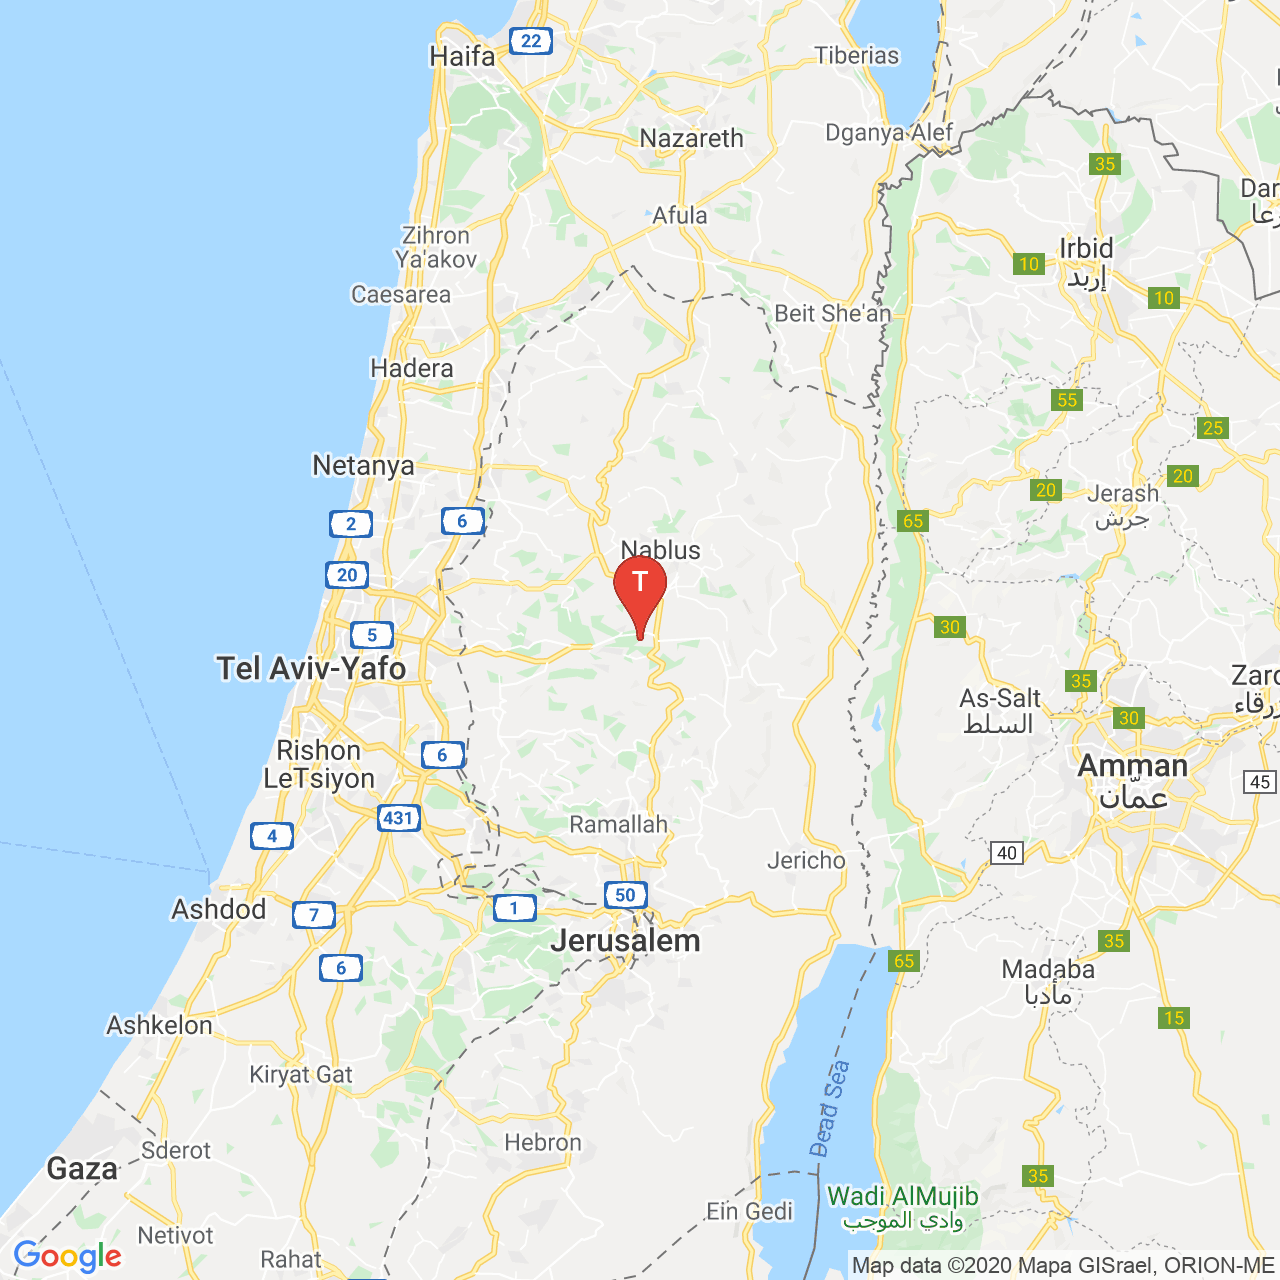 22
Haifa
Tiberias
Dganya Alef
Nazareth
35
Afula
Zihron
Ya'akov
Irbid
إربد
10
Caesarea
10
Beit She'an
Hadera
55
25
Netanya
20
20
Jerash
جرش
2
6
65
Nablus
20
T
5
30
Tel Aviv-Yafo
35
As-Salt
السلط
30
Rishon
LeTsiyon
6
Amman
عمّان
45
431
Ramallah
4
40
Jericho
50
Ashdod
7
1
Jerusalem
35
6
65
Madaba
مأدبا
15
Ashkelon
Kiryat Gat
Dead Sea
Hebron
Sderot
Gaza
35
Wadi AlMujib
وادي الموجب
Ein Gedi
Netivot
Rahat
Google
Map data ©2020 Mapa GISrael, ORION-ME